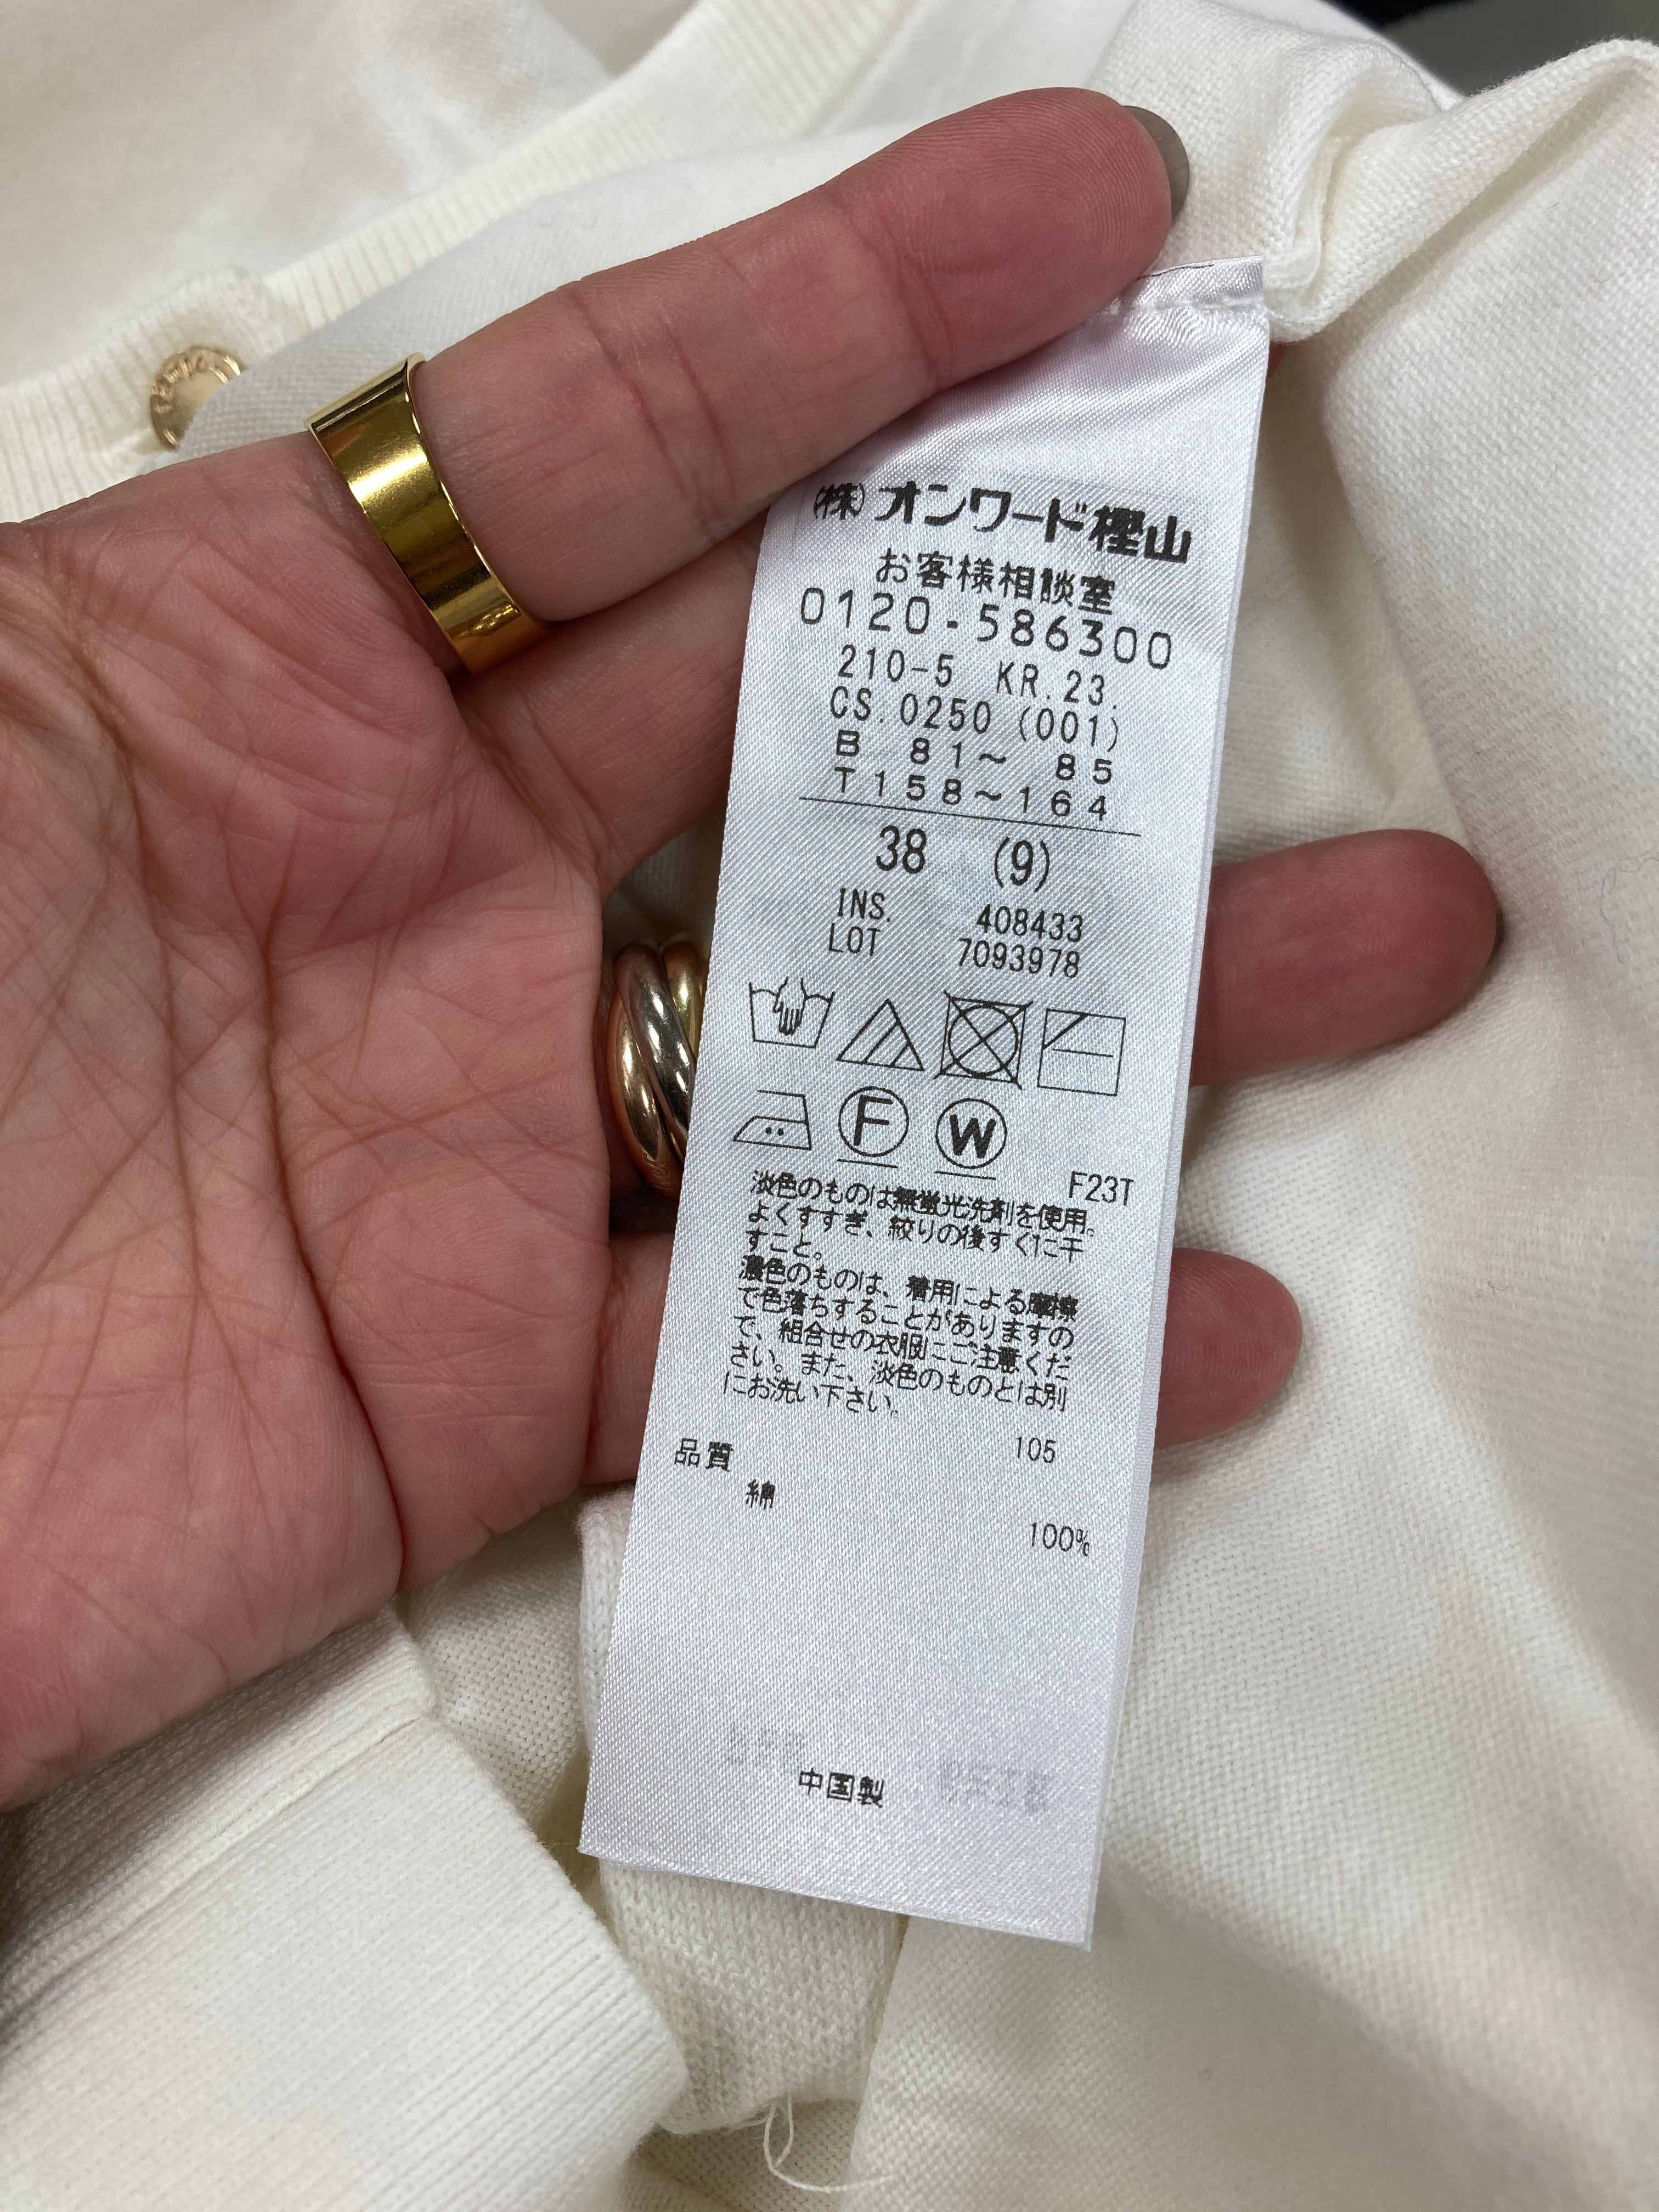 (株)オンワード樫山
お客様相談室
0120-586300
210-5 KR.23.
CS.0250 (001)
B 81～ 85
T158～164
38 (9)
INS. 408433
LOT 7093978
F W
F23T
淡色のものは無蛍光洗剤を使用。
よくすすぎ、絞りの後すぐに干
すこと。
濃色のものは、着用による摩擦
で色落ちすることがありますの
で、組合せの衣服にご注意くだ
さい。また、淡色のものとは別
にお洗い下さい。
105
品質
綿
100%
中国製